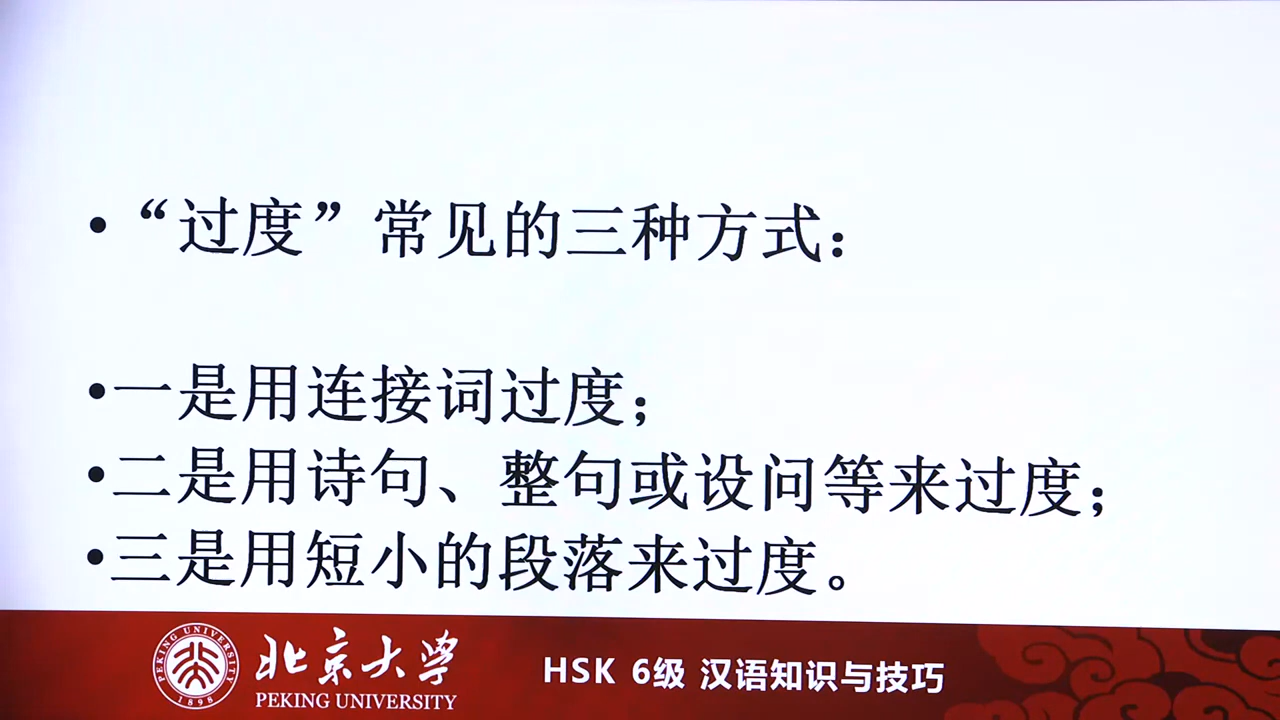 •“过度”常见的三种方式：
•一是用连接词过度；
•二是用诗句、整句或设问等来过度；
•三是用短小的段落来过度。
PEKING UNIVERSITY
1898
北京大学
PEKING UNIVERSITY
HSK 6级 汉语知识与技巧